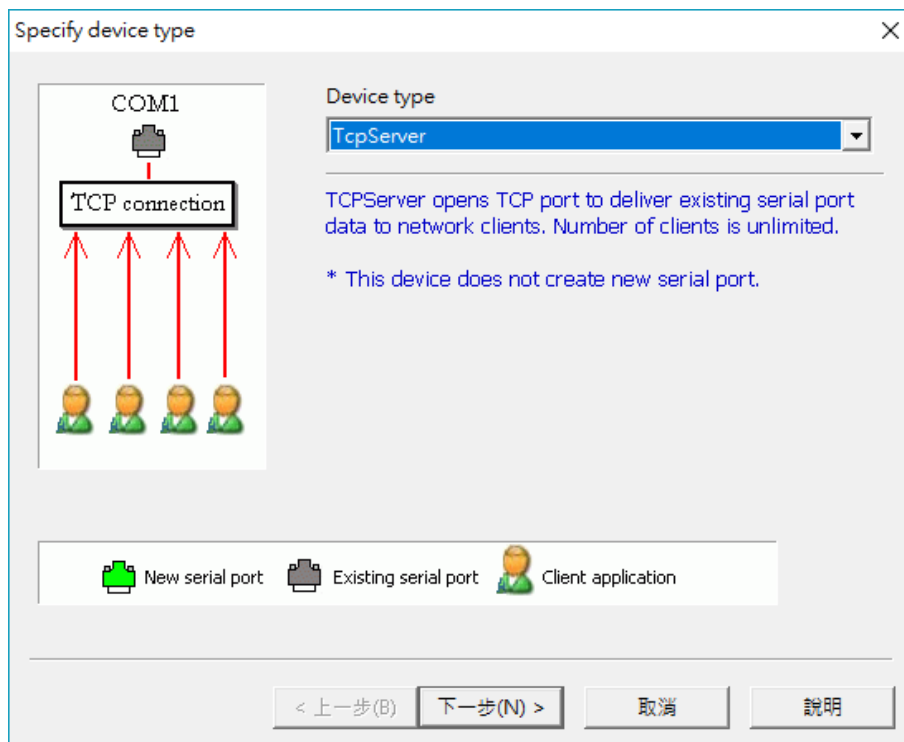 Specify device type
COM1
TCP connection
Device type
TcpServer
TCPServer opens TCP port to deliver existing serial port
data to network clients. Number of clients is unlimited.
* This device does not create new serial port.
New serial port
Existing serial port
Client application
< 上一步(B)
下一步(N) >
取消
說明